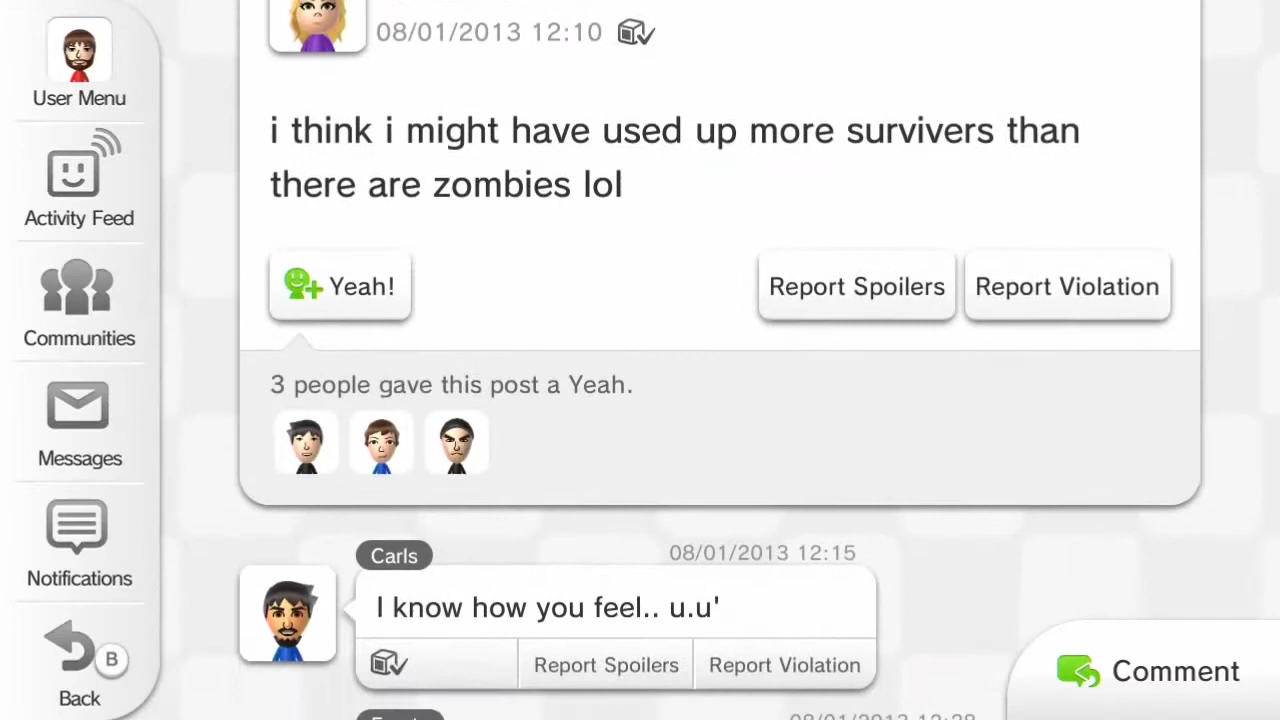 08/01/2013 12:10
User Menu
i think i might have used up more survivers than
there are zombies lol
Activity Feed
Yeah!
Report Spoilers
Report Violation
Communities
3 people gave this post a Yeah.
Messages
Notifications
Carls
08/01/2013 12:15
I know how you feel.. u.u'
Report Spoilers
Report Violation
B
Back
Comment